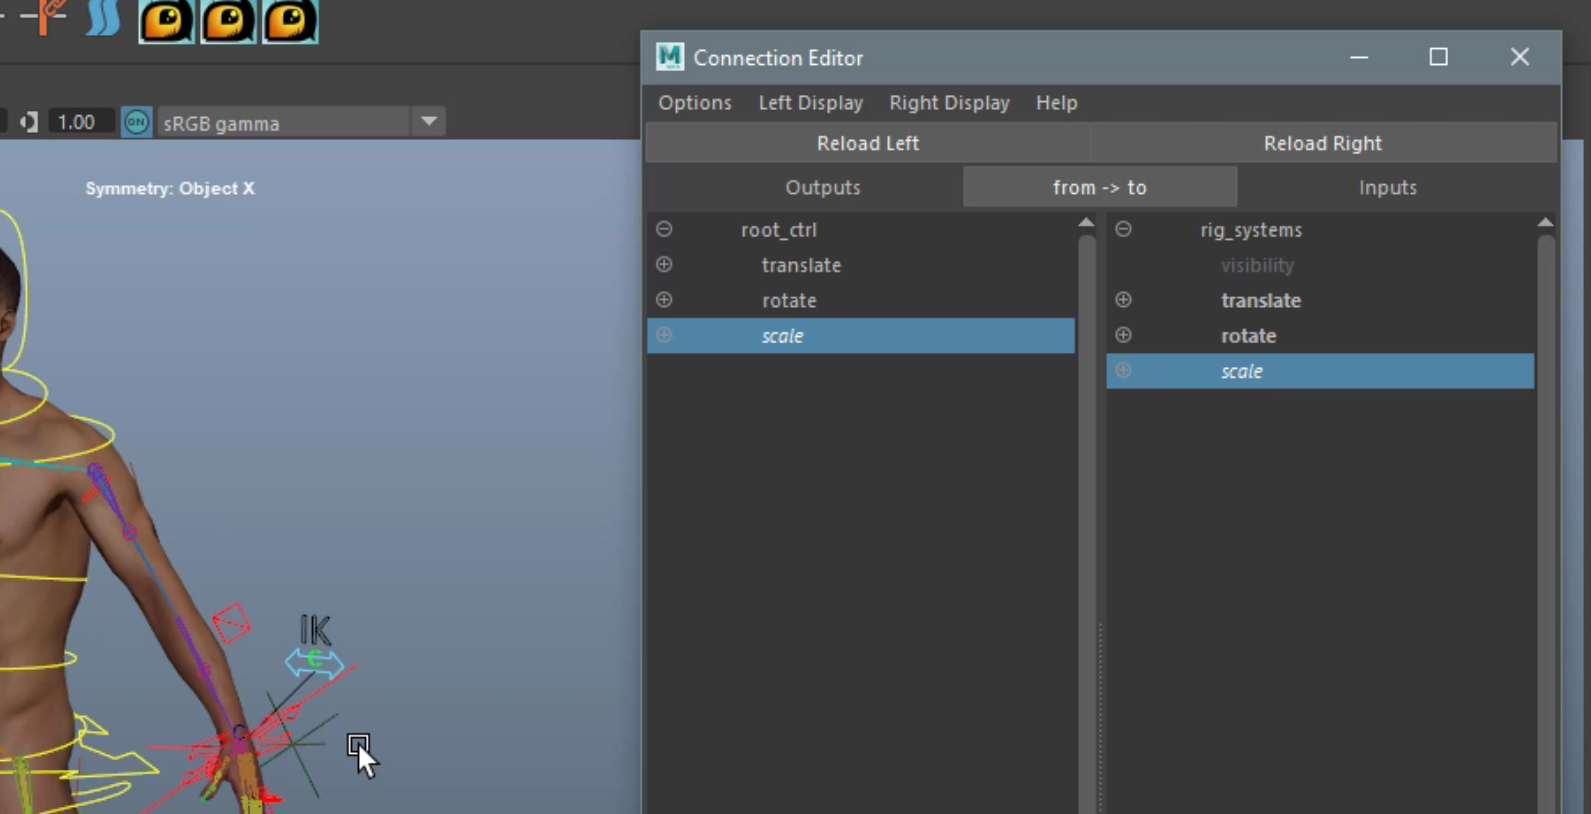 Connection Editor
Options Left Display Right Display Help
Reload Left Reload Right
1.00 ON sRGB gamma
Outputs from -> to Inputs
Symmetry: Object X
root_ctrl
translate
rotate
scale
rig_systems
visibility
translate
rotate
scale
IK
C